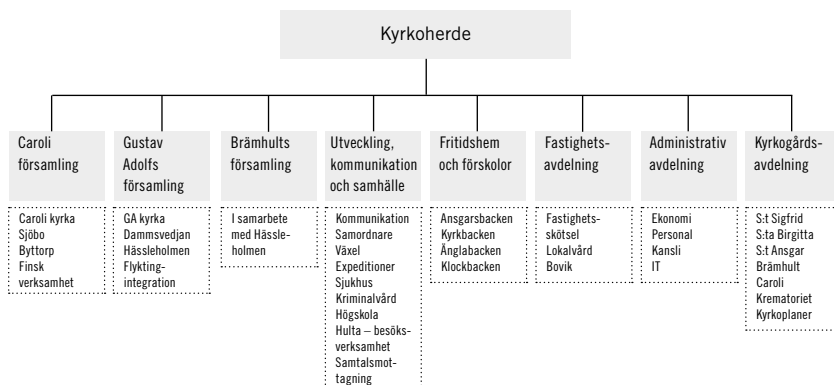 Kyrkoherde
Caroli
församling
Caroli kyrka
Sjöbo
Byttorp
Finsk
verksamhet
Gustav
Adolfs
församling
GA kyrka
Dammsvedjan
Hässleholmen
Flykting-
integration
Brämhults
församling
I samarbete
med Hässle-
holmen
Utveckling,
kommunikation
och samhälle
Kommunikation
Samordnare
Växel
Expeditioner
Sjukhus
Kriminalvård
Högskola
Hulta – besöks-
verksamhet
Samtalsmot-
tagning
Fritidshem
och förskolor
Ansgarsbacken
Kyrkbacken
Änglabacken
Klockbacken
Fastighets-
avdelning
Fastighets-
skötsel
Lokalvård
Bovik
Administrativ
avdelning
Ekonomi
Personal
Kansli
IT
Kyrkogårds-
avdelning
S:t Sigfrid
S:ta Birgitta
S:t Ansgar
Brämhult
Caroli
Krematoriet
Kyrkoplaner